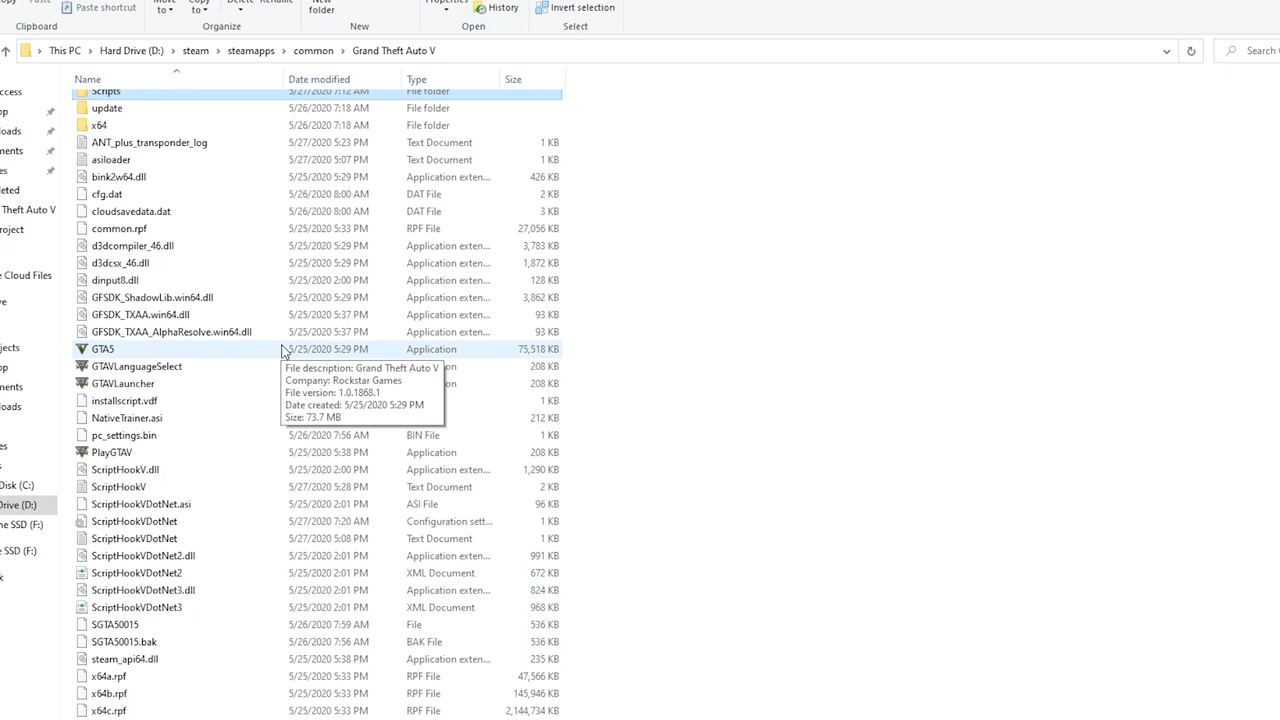 Paste shortcut
Move to
Copy to
Delete
Rename
New folder
Properties
History
Invert selection
Clipboard
Organize
New
Open
Select
This PC > Hard Drive (D:) > steam > steamapps > common > Grand Theft Auto V
Search
Name Date modified Type Size
Scripts 5/27/2020 7:12 AM File folder
update 5/26/2020 7:18 AM File folder
x64 5/26/2020 7:18 AM File folder
ANT_plus_transponder_log 5/27/2020 5:23 PM Text Document 1 KB
asiloader 5/27/2020 5:07 PM Text Document 1 KB
bink2w64.dll 5/25/2020 5:29 PM Application exten... 426 KB
cfg.dat 5/26/2020 8:00 AM DAT File 2 KB
cloudsavedata.dat 5/26/2020 8:00 AM DAT File 3 KB
common.rpf 5/25/2020 5:33 PM RPF File 27,056 KB
d3dcompiler_46.dll 5/25/2020 5:29 PM Application exten... 3,783 KB
d3dcsx_46.dll 5/25/2020 5:29 PM Application exten... 1,872 KB
dinput8.dll 5/25/2020 2:00 PM Application exten... 128 KB
GFSDK_ShadowLib.win64.dll 5/25/2020 5:29 PM Application exten... 3,862 KB
GFSDK_TXAA.win64.dll 5/25/2020 5:37 PM Application exten... 93 KB
GFSDK_TXAA_AlphaResolve.win64.dll 5/25/2020 5:37 PM Application exten... 93 KB
GTA5 5/25/2020 5:29 PM Application 75,518 KB
GTAVLanguageSelect 208 KB
GTAVLauncher 208 KB
installscript.vdf 1 KB
NativeTrainer.asi 212 KB
File description: Grand Theft Auto V
Company: Rockstar Games
File version: 1.0.1868.1
Date created: 5/25/2020 5:29 PM
Size: 73.7 MB
pc_settings.bin 5/26/2020 7:56 AM BIN File 1 KB
PlayGTAV 5/25/2020 5:38 PM Application 208 KB
ScriptHookV.dll 5/25/2020 2:00 PM Application exten... 1,290 KB
ScriptHookV 5/27/2020 5:28 PM Text Document 2 KB
ScriptHookVDotNet.asi 5/25/2020 2:01 PM ASI File 96 KB
ScriptHookVDotNet 5/27/2020 7:20 AM Configuration sett... 1 KB
ScriptHookVDotNet 5/27/2020 5:08 PM Text Document 1 KB
ScriptHookVDotNet2.dll 5/25/2020 2:01 PM Application exten... 991 KB
ScriptHookVDotNet2 5/25/2020 2:01 PM XML Document 672 KB
ScriptHookVDotNet3.dll 5/25/2020 2:01 PM Application exten... 824 KB
ScriptHookVDotNet3 5/25/2020 2:01 PM XML Document 968 KB
SGTA50015 5/26/2020 7:59 AM File 536 KB
SGTA50015.bak 5/26/2020 7:56 AM BAK File 536 KB
steam_api64.dll 5/25/2020 5:38 PM Application exten... 235 KB
x64a.rpf 5/25/2020 5:33 PM RPF File 47,566 KB
x64b.rpf 5/25/2020 5:33 PM RPF File 145,946 KB
x64c.rpf 5/25/2020 5:33 PM RPF File 2,144,734 KB
Theft Auto V
Cloud Files
Disk (C:)
Drive (D:)
SSD (F:)
SSD (F:)